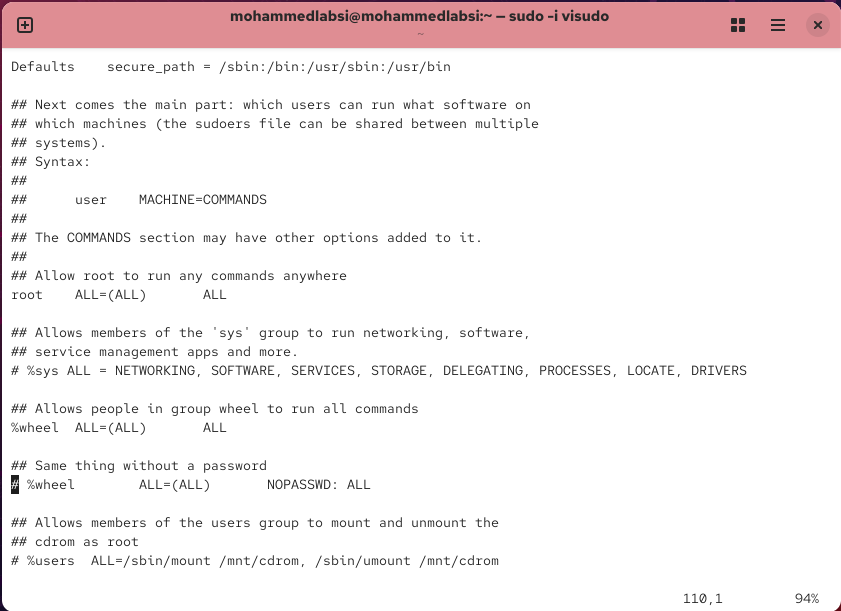 mohammedlabsi@mohammedlabsi:~ — sudo -i visudo
~
Defaults    secure_path = /sbin:/bin:/usr/sbin:/usr/bin
## Next comes the main part: which users can run what software on
## which machines (the sudoers file can be shared between multiple
## systems).
## Syntax:
##
##      user    MACHINE=COMMANDS
##
## The COMMANDS section may have other options added to it.
##
## Allow root to run any commands anywhere
root    ALL=(ALL)       ALL
## Allows members of the 'sys' group to run networking, software,
## service management apps and more.
# %sys ALL = NETWORKING, SOFTWARE, SERVICES, STORAGE, DELEGATING, PROCESSES, LOCATE, DRIVERS
## Allows people in group wheel to run all commands
%wheel  ALL=(ALL)       ALL
## Same thing without a password
# %wheel        ALL=(ALL)       NOPASSWD: ALL
## Allows members of the users group to mount and unmount the
## cdrom as root
# %users  ALL=/sbin/mount /mnt/cdrom, /sbin/umount /mnt/cdrom
110,1         94%